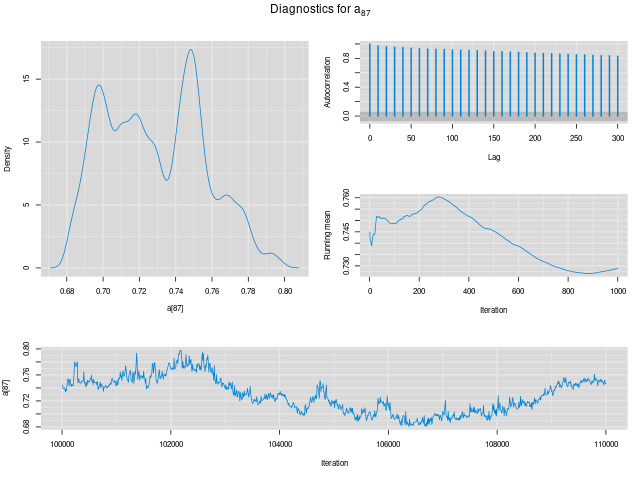 Diagnostics for a87
Density
15
10
5
0
0.68 0.70 0.72 0.74 0.76 0.78 0.80
a[87]
Autocorrelation
0.8
0.4
0.0
0 50 100 150 200 250 300
Lag
Running mean
0.760
0.745
0.730
0 200 400 600 800 1000
Iteration
a[87]
0.80
0.76
0.72
0.68
100000 102000 104000 106000 108000 110000
Iteration